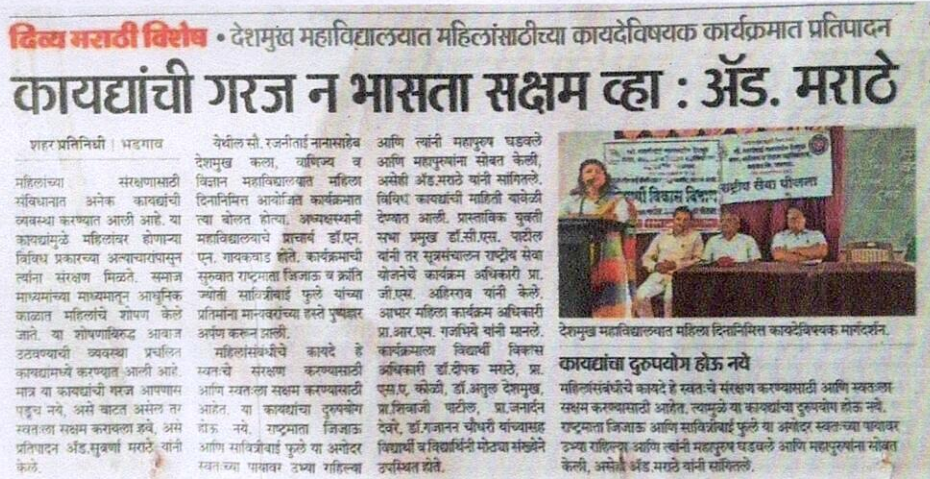 दिव्य मराठी विशेष • देशमुख महाविद्यालयात महिलांसाठीच्या कायदेविषयक कार्यक्रमात प्रतिपादन
कायद्यांची गरज न भासता सक्षम व्हा : अ‍ॅड. मराठे
शहर प्रतिनिधी | भडगाव
महिलांच्या संरक्षणासाठी
संविधानात अनेक कायद्यांची
व्यवस्था करण्यात आली आहे. या
कायद्यांमुळे महिलांवर होणाऱ्या
विविध प्रकारच्या अत्याचारांपासून
त्यांना संरक्षण मिळते. समाज
माध्यमांच्या माध्यमातून आधुनिक
काळात महिलांचे शोषण केले
जाते. या शोषणाविरुद्ध आवाज
उठवण्याची व्यवस्था प्रचलित
कायद्यांमध्ये करण्यात आली आहे.
मात्र या कायद्यांची गरज आपणास
पडूच नये, असे वाटत असेल तर
स्वतःला सक्षम करायला हवे, असे
प्रतिपादन अ‍ॅड.सुवर्णा मराठे यांनी
केले.
येथील सौ. रजनीताई नानासाहेब
देशमुख कला, वाणिज्य व
विज्ञान महाविद्यालयात महिला
दिनानिमित्त आयोजित कार्यक्रमात
त्या बोलत होत्या. अध्यक्षस्थानी
महाविद्यालयाचे प्राचार्य डॉ.एन.
एन. गायकवाड होते. कार्यक्रमाची
सुरुवात राष्ट्रमाता जिजाऊ व क्रांति
ज्योती सावित्रीबाई फुले यांच्या
प्रतिमांना मान्यवरांच्या हस्ते पुष्पहार
अर्पण करून झाली.
महिलांसंबंधीचे कायदे हे
स्वतःचे संरक्षण करण्यासाठी
आणि स्वतःला सक्षम करण्यासाठी
आहेत. या कायद्यांचा दुरुपयोग
होऊ नये. राष्ट्रमाता जिजाऊ
आणि सावित्रीबाई फुले या अगोदर
स्वतःच्या पायावर उभ्या राहिल्या
आणि त्यांनी महापुरुष घडवले
आणि महापुरुषांना सोबत केली,
असेही अ‍ॅड.मराठे यांनी सांगितले.
विविध कायद्यांची माहिती यावेळी
देण्यात आली. प्रास्ताविक युवती
सभा प्रमुख डॉ.सी.एस. पाटील
यांनी तर सूत्रसंचालन राष्ट्रीय सेवा
योजनेचे कार्यक्रम अधिकारी प्रा.
जी.एस. अहिरराव यांनी केले.
आभार महिला कार्यक्रम अधिकारी
प्रा.आर.एम. गजभिये यांनी मानले.
कार्यक्रमाला विद्यार्थी विकास
अधिकारी डॉ.दीपक मराठे, प्रा.
एस.ए. कोळी, डॉ.अतुल देशमुख,
प्रा.शिवाजी पाटील, प्रा.जनार्दन
देवरे, डॉ.गजानन चौधरी यांच्यासह
विद्यार्थी व विद्यार्थिनी मोठ्या संख्येने
उपस्थित होते.
विद्यार्थी विकास विभाग
राष्ट्रीय सेवा योजना
देशमुख महाविद्यालयात महिला दिनानिमित्त कायदेविषयक मार्गदर्शन.
कायद्यांचा दुरुपयोग होऊ नये
महिलांसंबंधीचे कायदे हे स्वतःचे संरक्षण करण्यासाठी आणि स्वतःला
सक्षम करण्यासाठी आहेत. त्यामुळे या कायद्यांचा दुरुपयोग होऊ नये.
राष्ट्रमाता जिजाऊ आणि सावित्रीबाई फुले या अगोदर स्वतःच्या पायावर
उभ्या राहिल्या आणि त्यांनी महापुरुष घडवले आणि महापुरुषांना सोबत
केली, असेही अ‍ॅड.मराठे यांनी सांगितले.